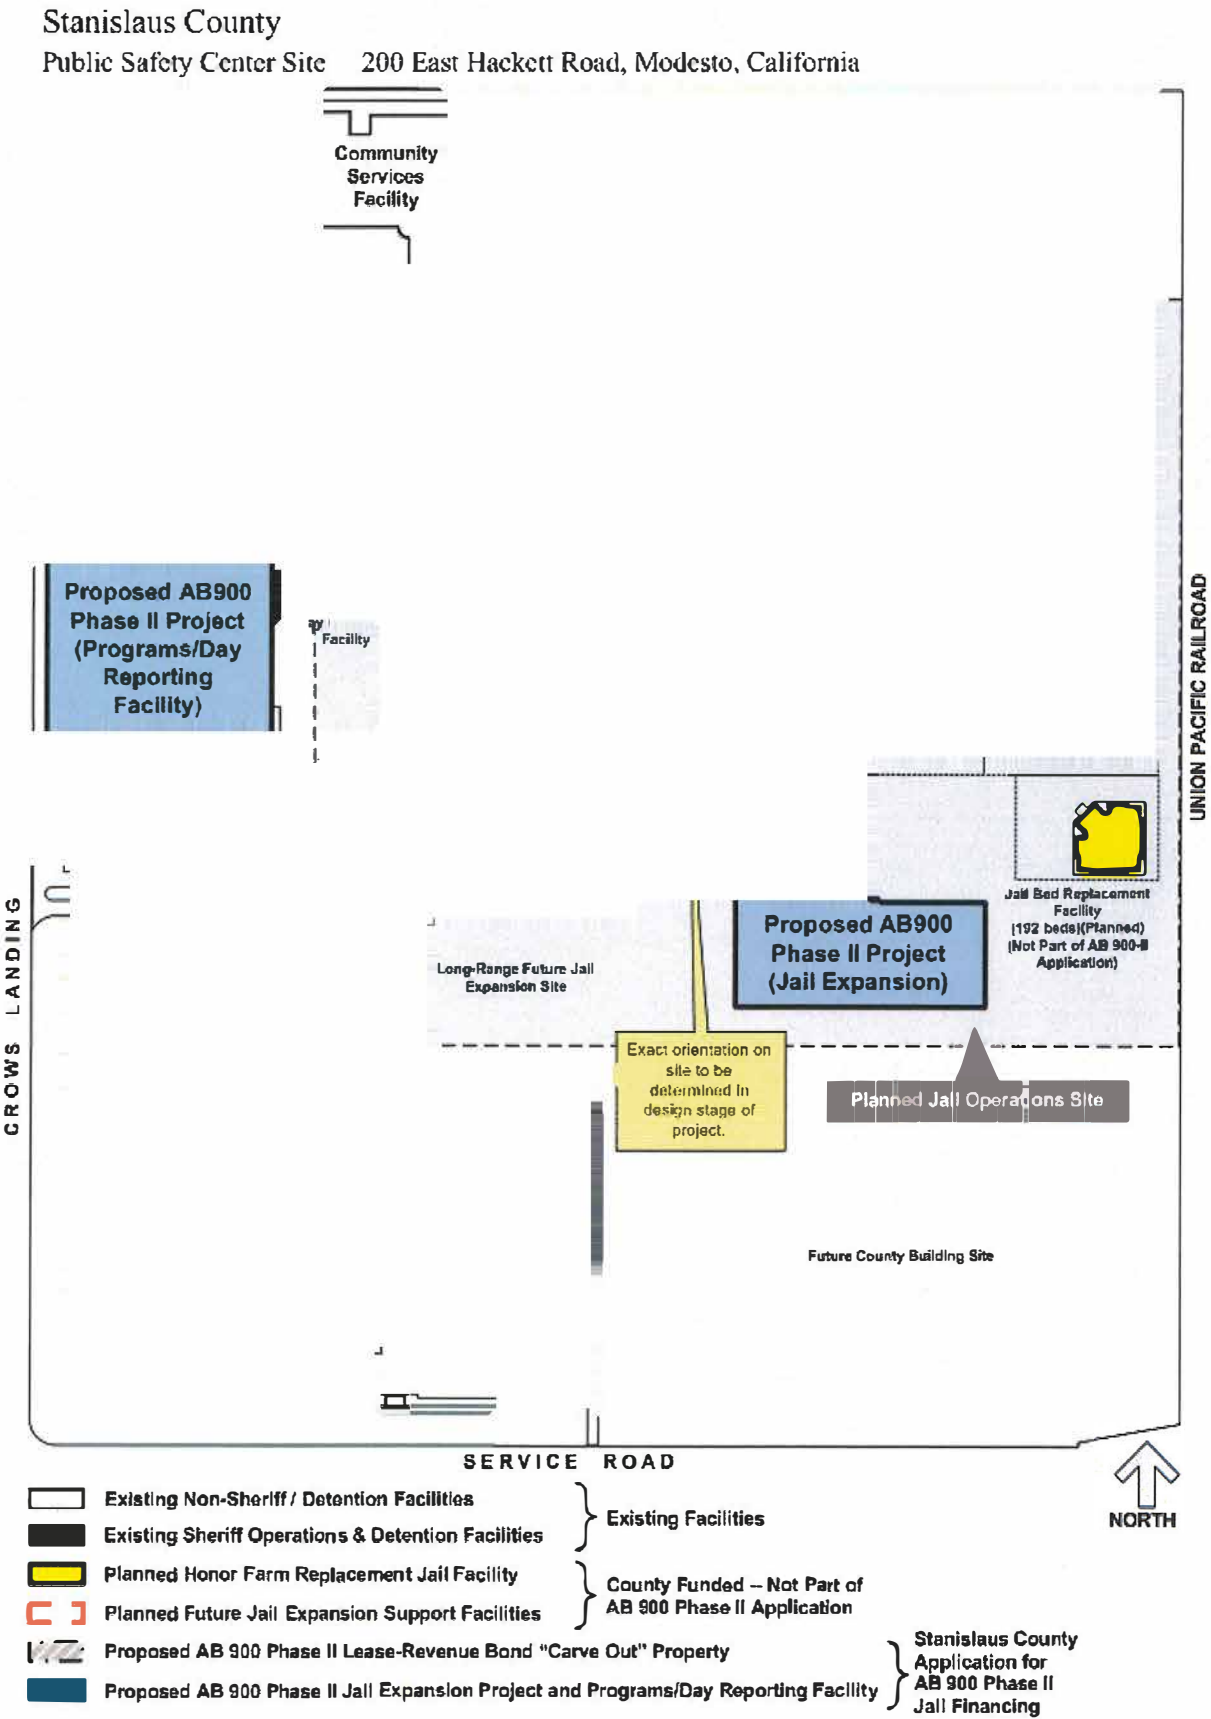 Stanislaus County
Public Safety Center Site 200 East Hackett Road, Modesto, California
Community
Services
Facility
Proposed AB900
Phase II Project
(Programs/Day
Reporting
Facility)
Facility
UNION PACIFIC RAILROAD
Jail Bed Replacement
Facility
(192 beds)(Planned)
(Not Part of AB 900-II
Application)
Proposed AB900
Phase II Project
(Jail Expansion)
Long-Range Future Jail
Expansion Site
CROWS LANDING
Exact orientation on
site to be
determined in
design stage of
project.
Planned Jail Operations Site
Future County Building Site
SERVICE ROAD
NORTH
Existing Non-Sheriff / Detention Facilities
Existing Sheriff Operations & Detention Facilities
Existing Facilities
Planned Honor Farm Replacement Jail Facility
Planned Future Jail Expansion Support Facilities
County Funded – Not Part of
AB 900 Phase II Application
Proposed AB 900 Phase II Lease-Revenue Bond "Carve Out" Property
Proposed AB 900 Phase II Jail Expansion Project and Programs/Day Reporting Facility
Stanislaus County
Application for
AB 900 Phase II
Jail Financing